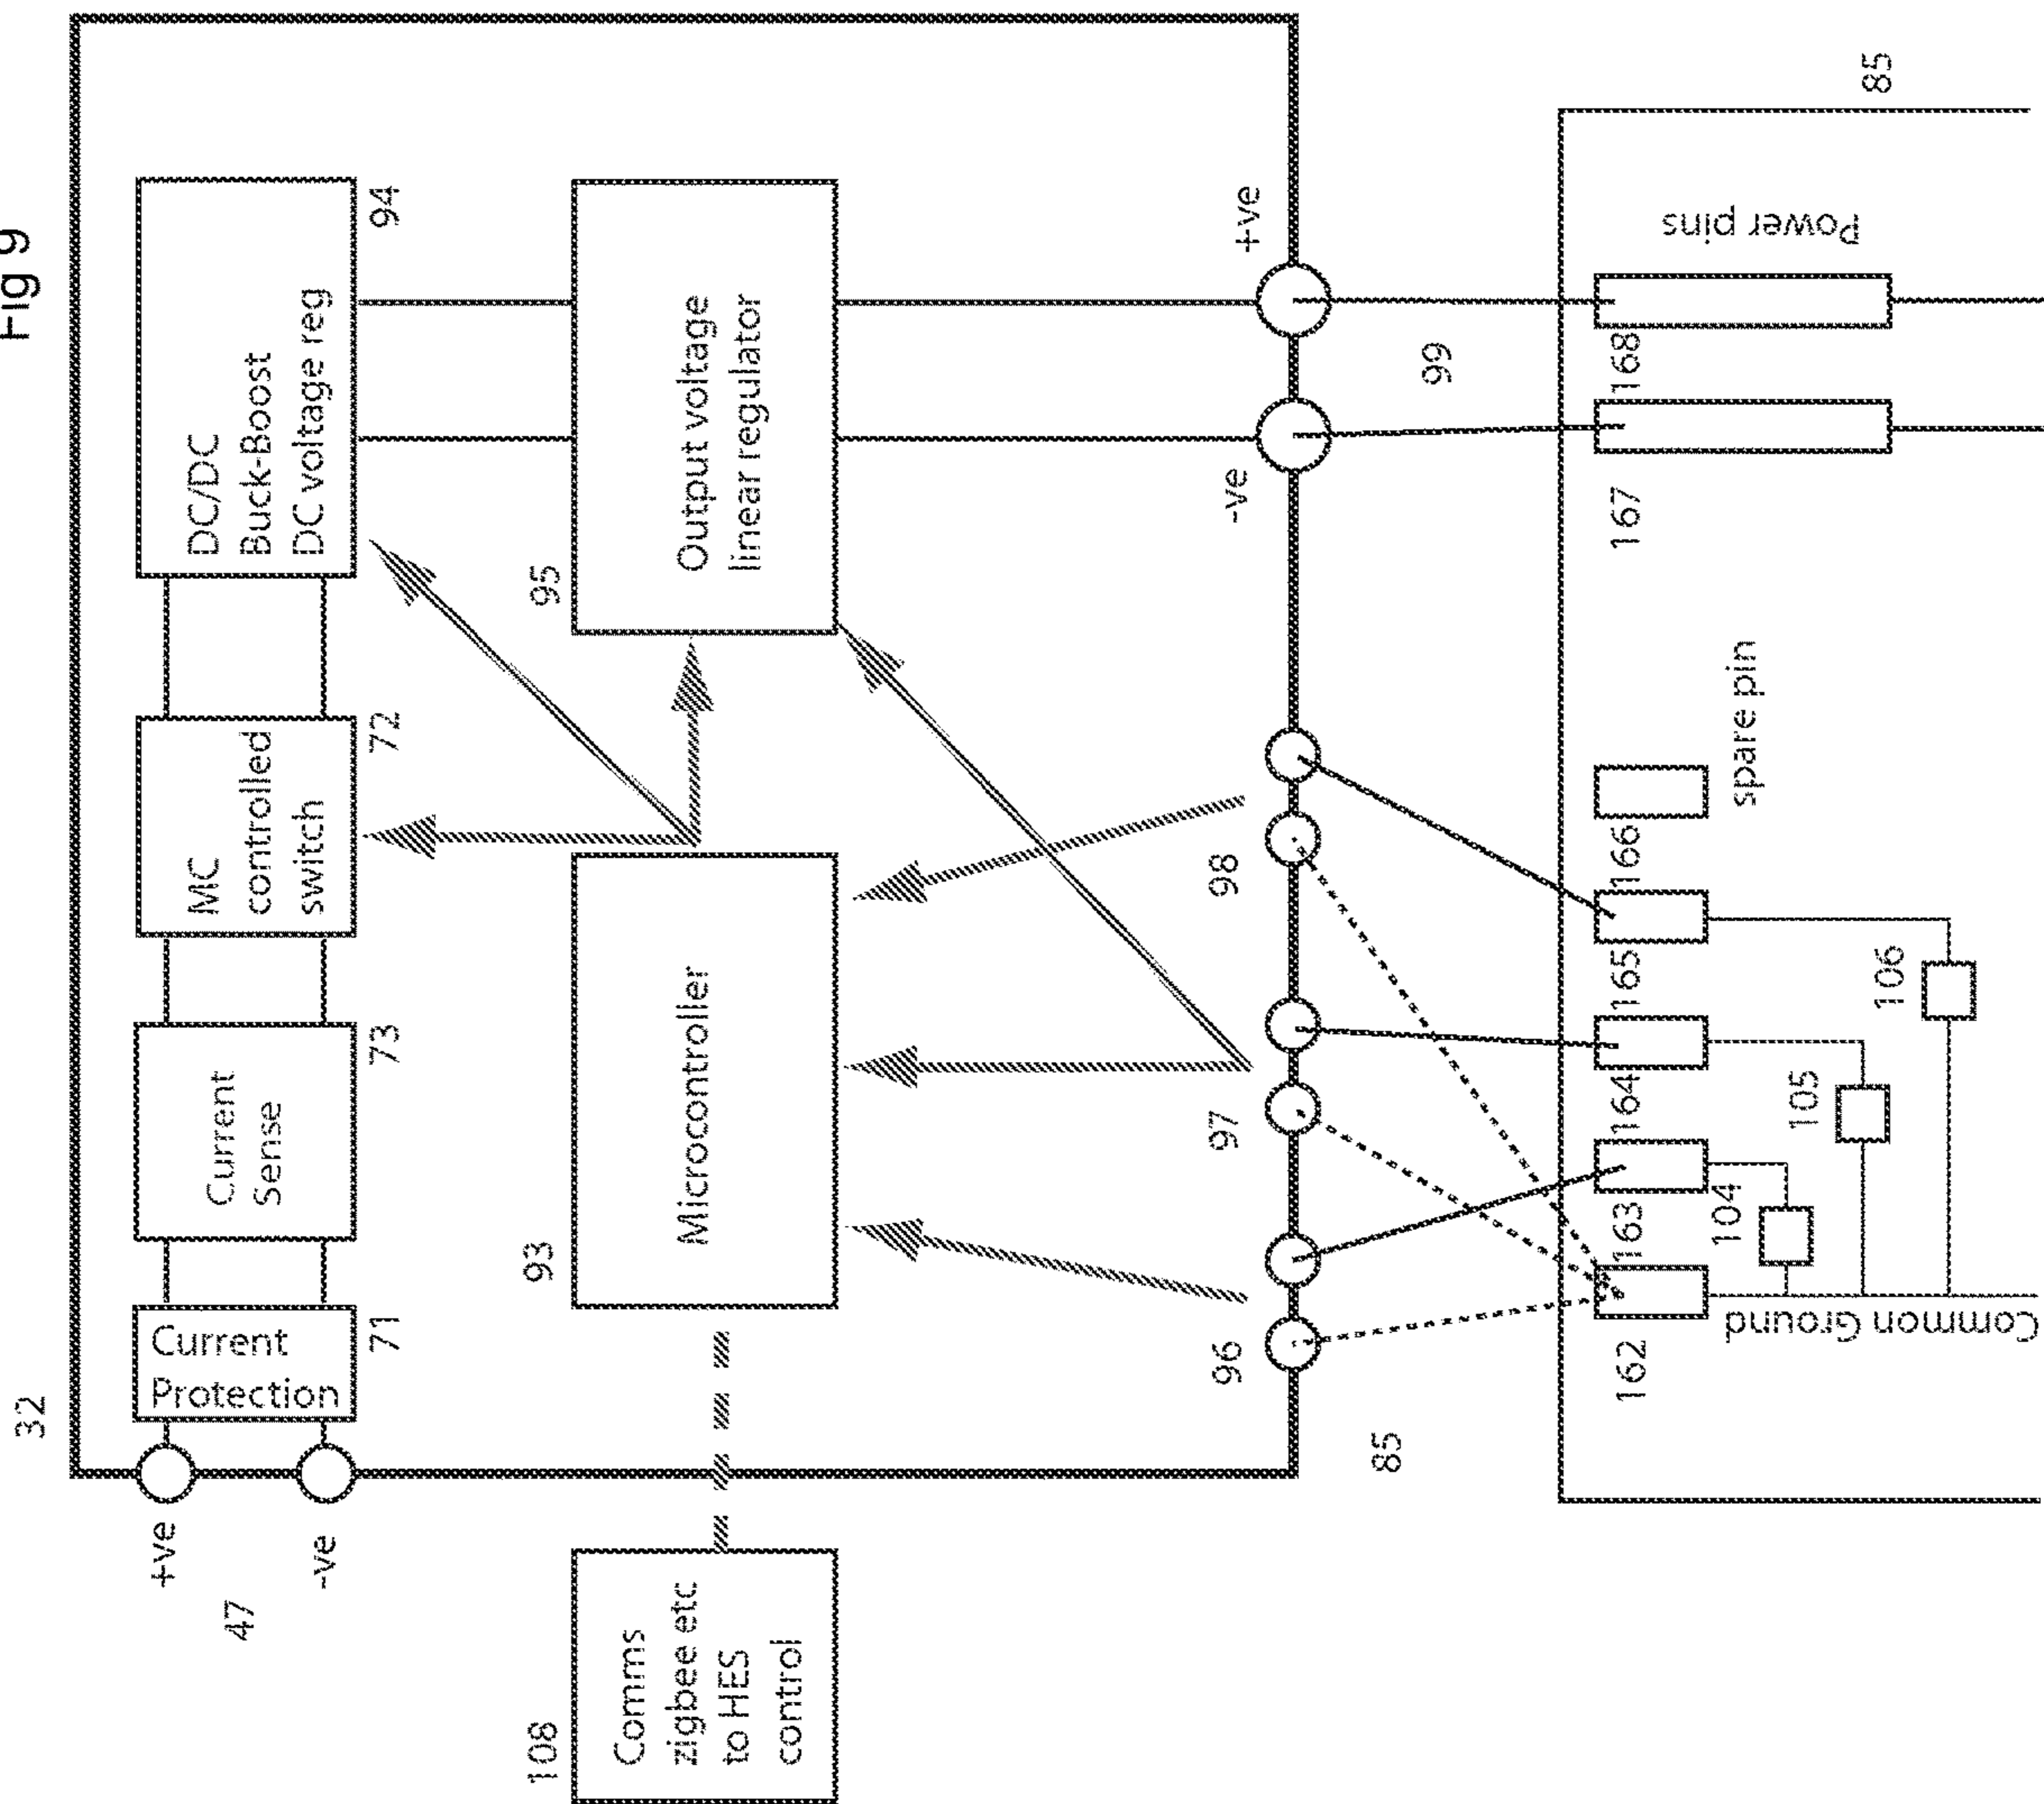 Fig 9
32
+ve
-ve
47
Current
Protection
71
Current
Sense
73
MC
controlled
switch
72
DC/DC
Buck-Boost
DC voltage reg
94
108
Comms
zigbee etc
to HES
control
93
Microcontroller
95
Output voltage
linear regulator
96
97
98
-ve
+ve
85
99
162
163
164
165
166
167
168
spare pin
Power pins
85
104
105
106
Common Ground